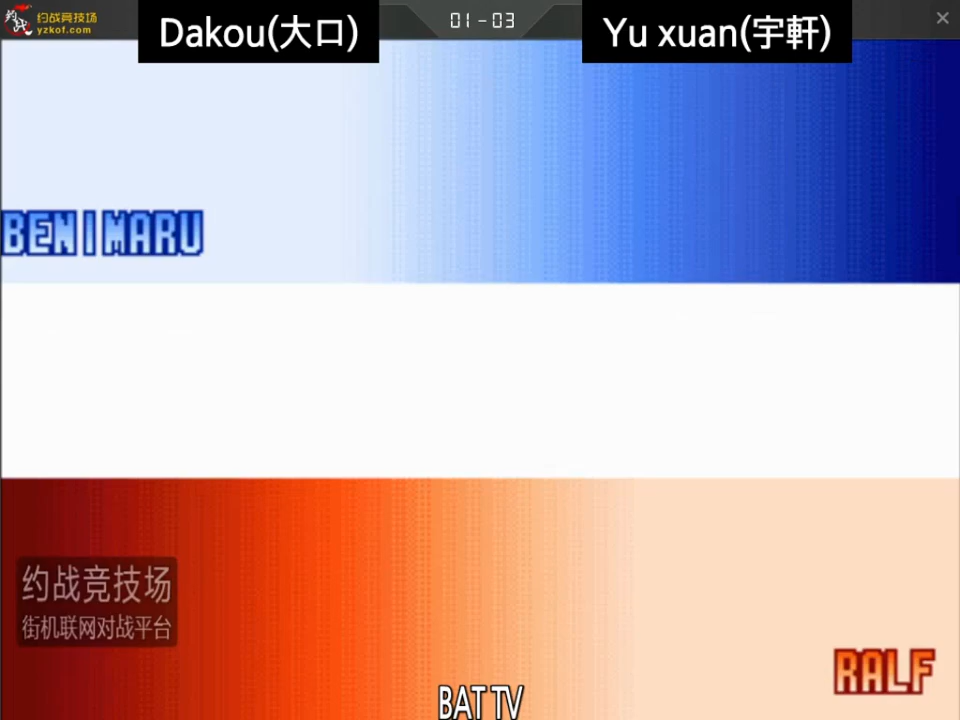 约战竞技场
yzkof.com
Dakou(大口)
01-03
Yu xuan(宇軒)
BENIMARU
约战竞技场
街机联网对战平台
RALF
BAT TV